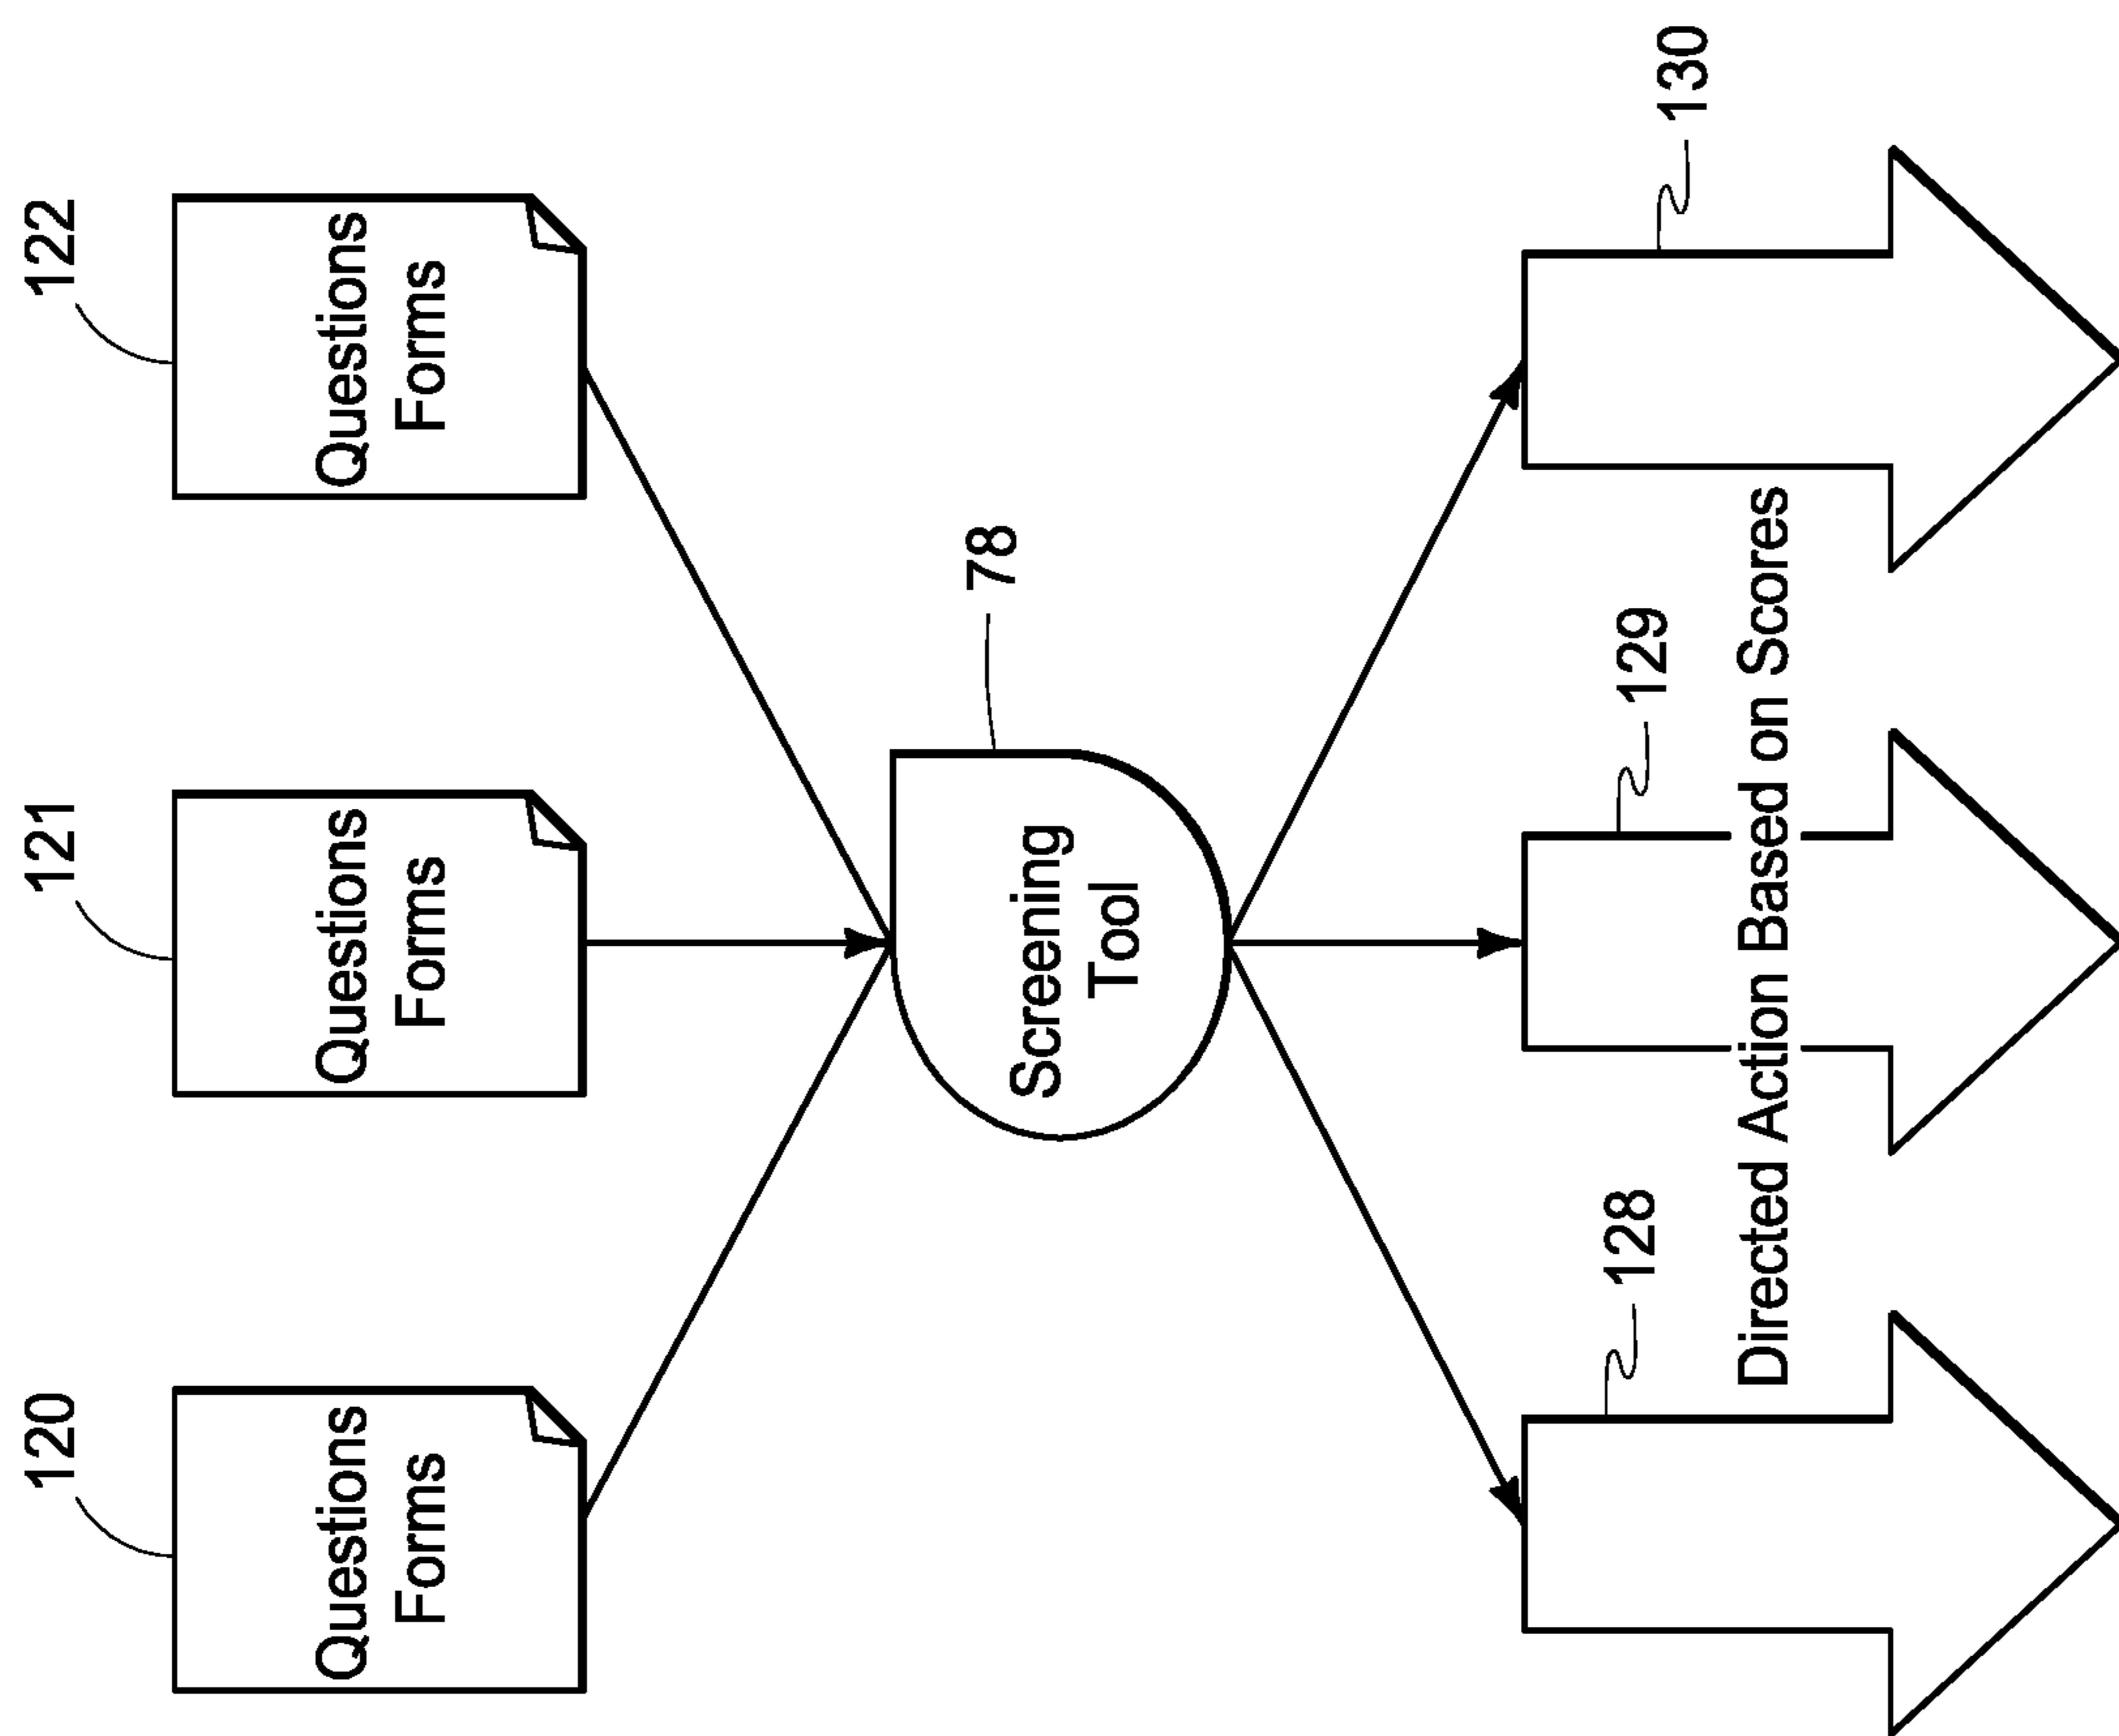 120
121
122
Questions
Forms
Questions
Forms
Questions
Forms
78
Screening
Tool
128
129
130
Directed Action Based on Scores